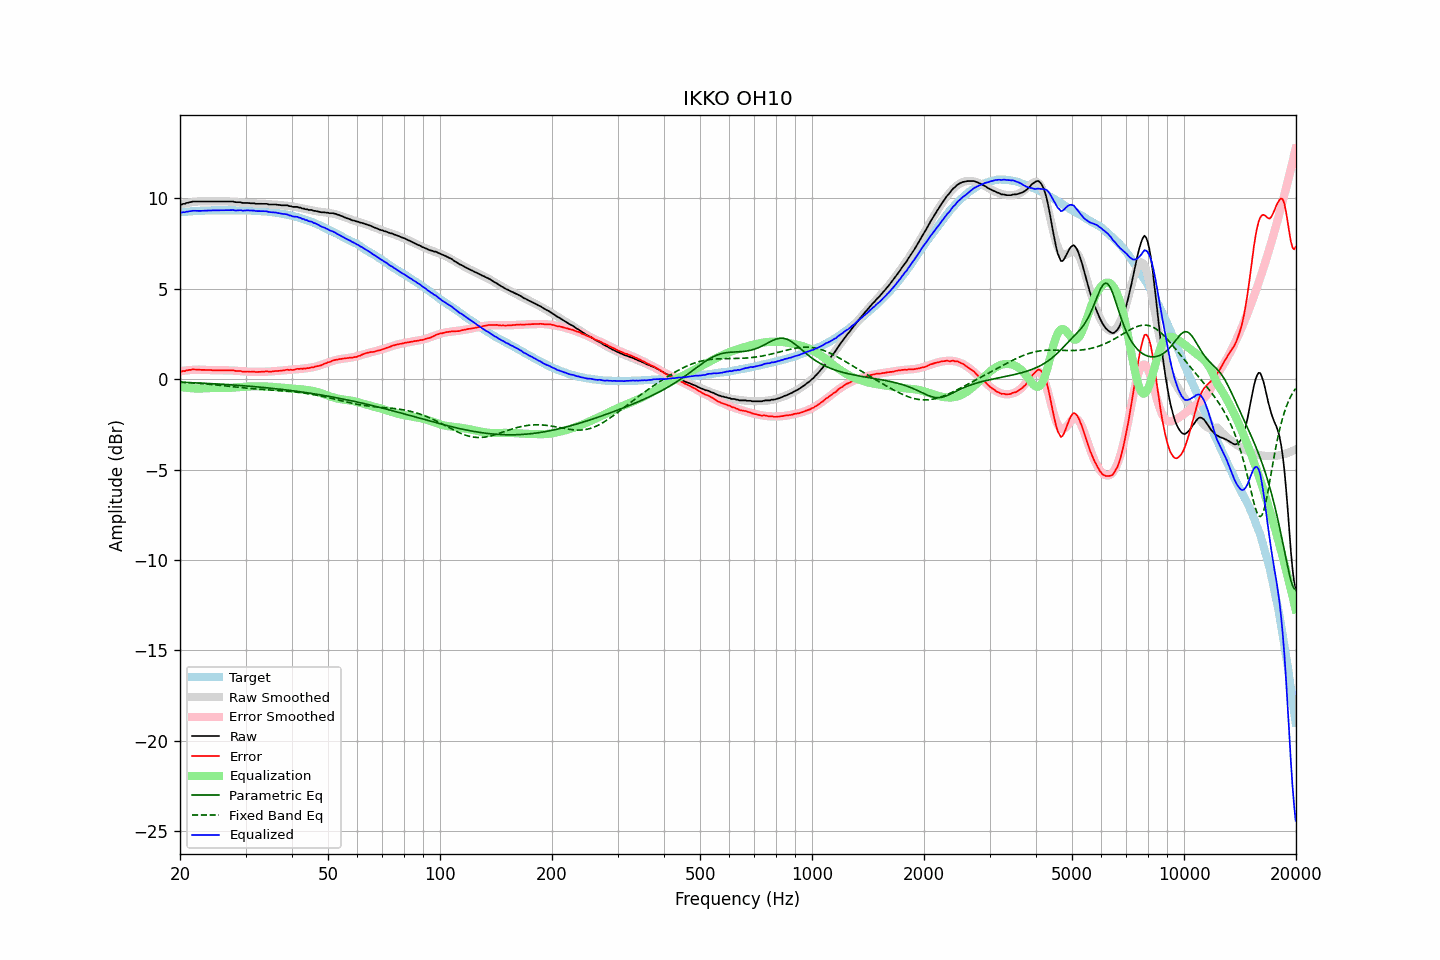 IKKO OH10
Amplitude (dBr)
10
5
0
−5
−10
−15
−20
−25
Target
Raw Smoothed
Error Smoothed
Raw
Error
Equalization
Parametric Eq
Fixed Band Eq
Equalized
20
50
100
200
500
1000
2000
5000
10000
20000
Frequency (Hz)